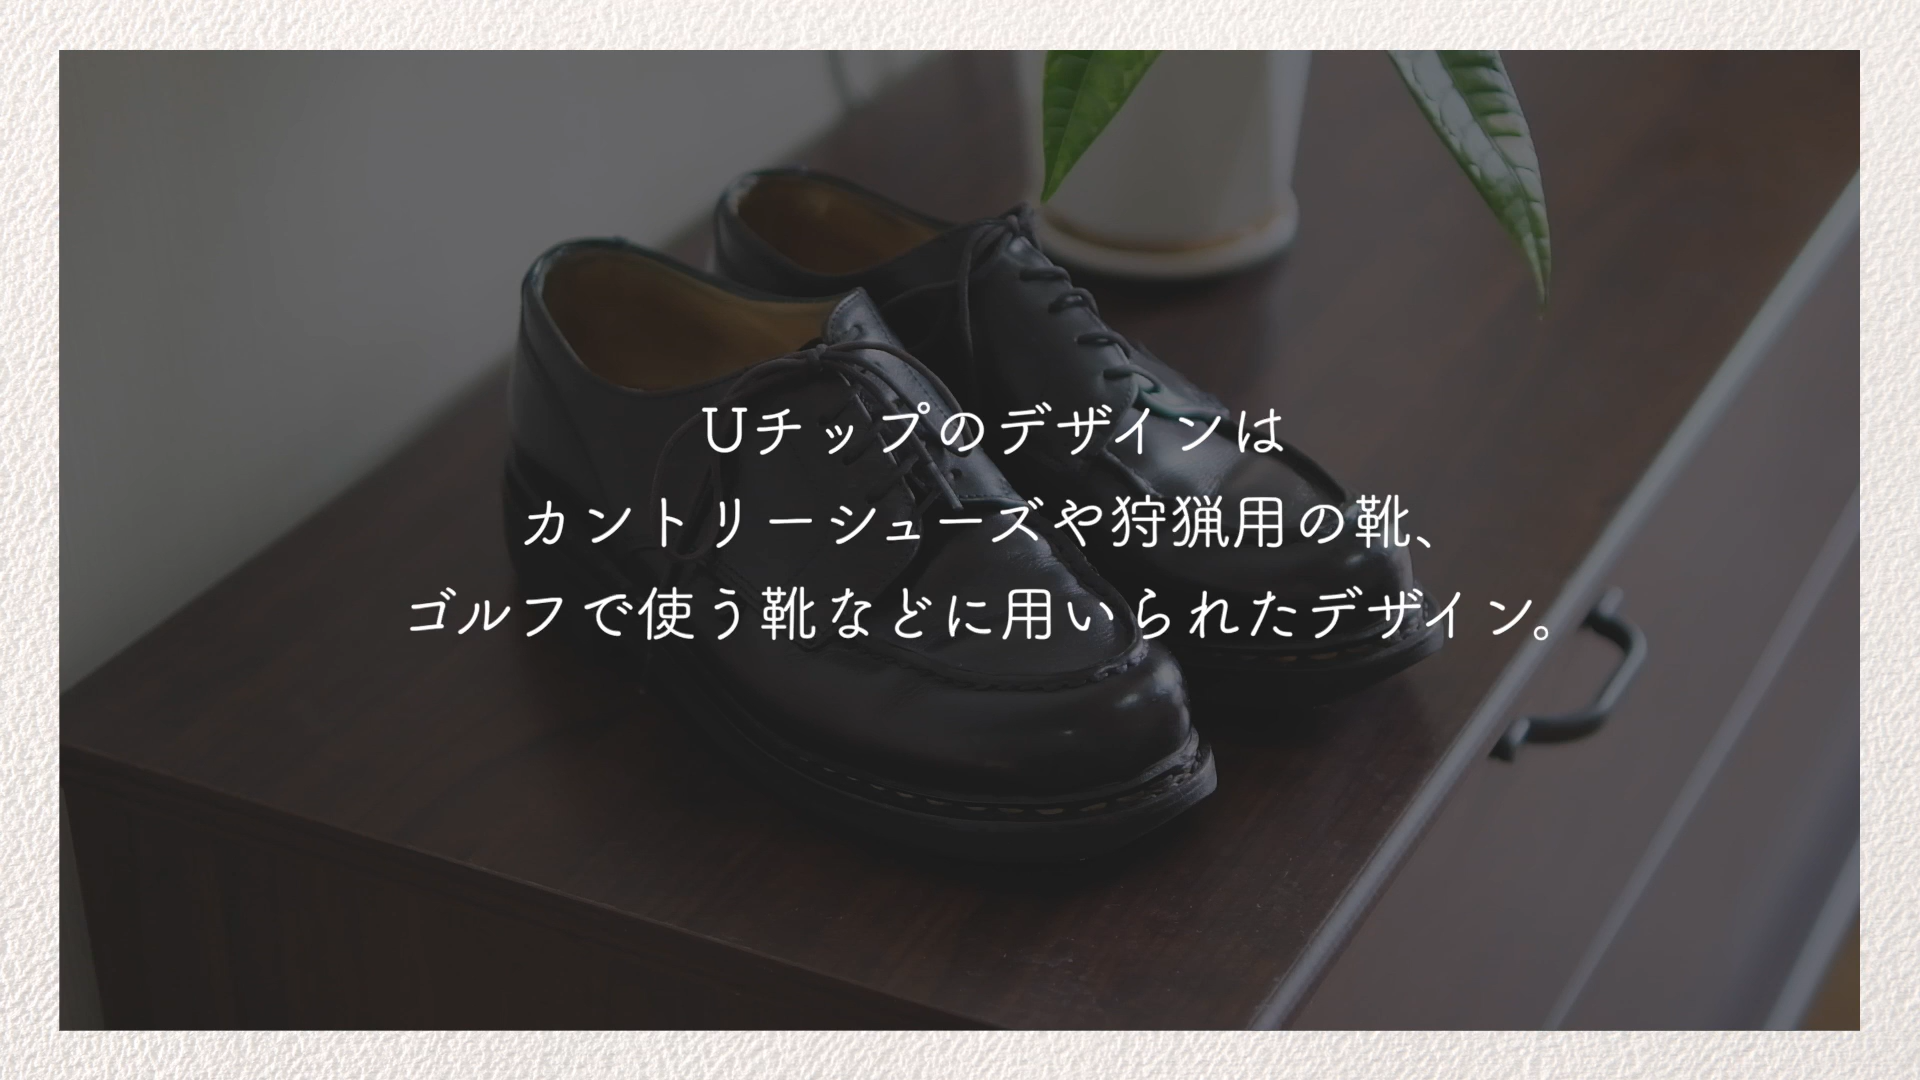 Uチップのデザインは
カントリーシューズや狩猟用の靴、
ゴルフで使う靴などに用いられたデザイン。